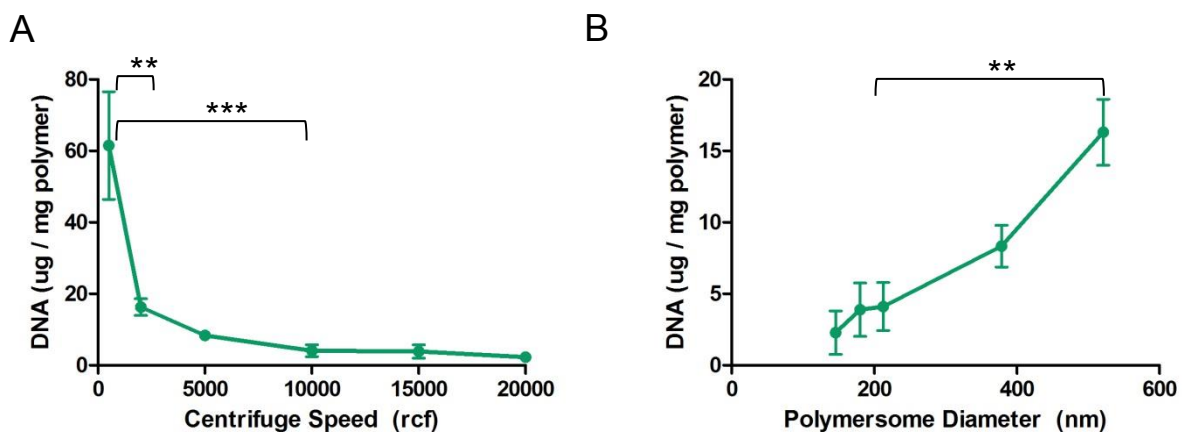 A
**
***
80
60
40
20
0
DNA (ug / mg polymer)
0 5000 10000 15000 20000
Centrifuge Speed (rcf)
B
**
20
15
10
5
0
DNA (ug / mg polymer)
0 200 400 600
Polymersome Diameter (nm)